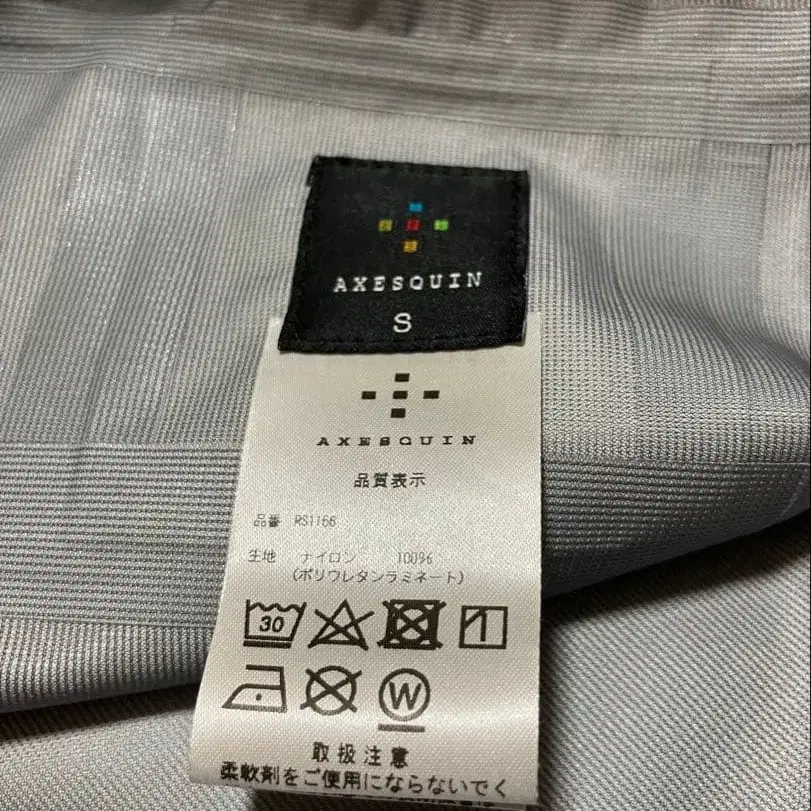 AXESQUIN
S
AXESQUIN
品質表示
品番 RS1166
生地 ナイロン 100%
(ポリウレタンラミネート)
30
W
取扱注意
柔軟剤をご使用にならないでく